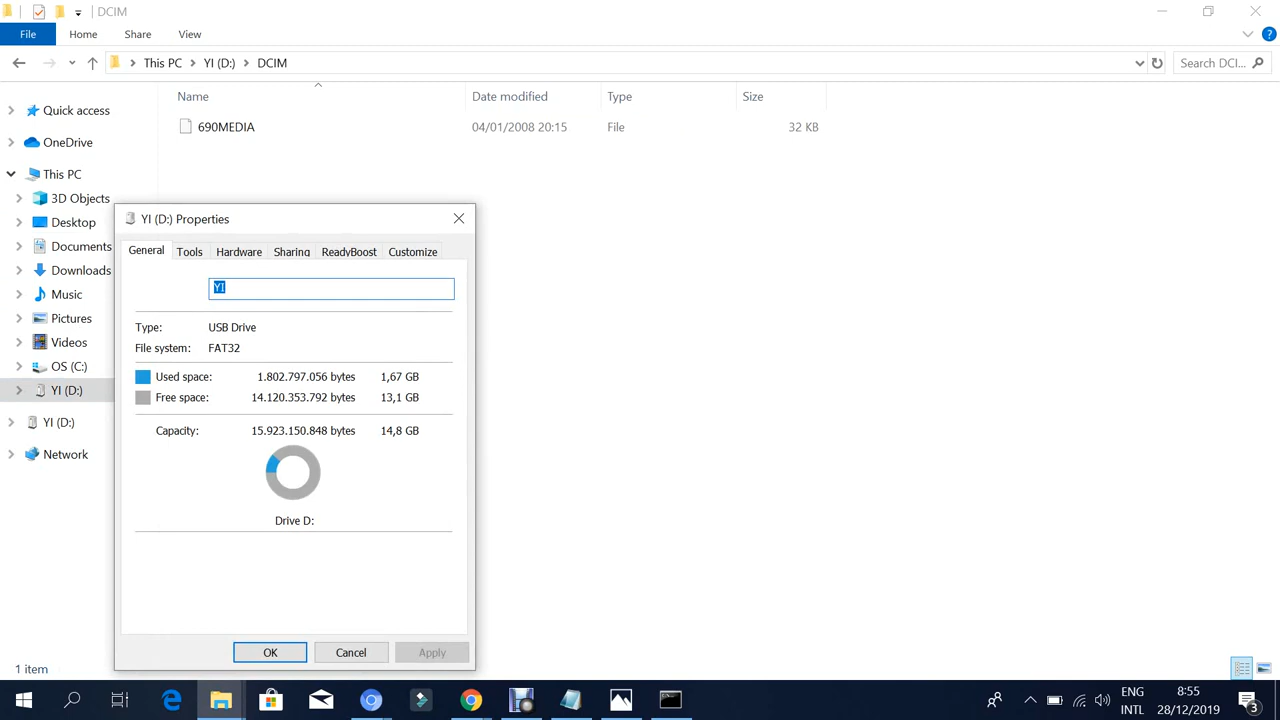 DCIM
File Home Share View
This PC YI (D:) DCIM Search DCI...
Name Date modified Type Size
690MEDIA 04/01/2008 20:15 File 32 KB
Quick access
OneDrive
This PC
3D Objects
Desktop
Documents
Downloads
Music
Pictures
Videos
OS (C:)
YI (D:)
YI (D:)
Network
YI (D:) Properties
General Tools Hardware Sharing ReadyBoost Customize
YI
Type: USB Drive
File system: FAT32
Used space: 1.802.797.056 bytes 1,67 GB
Free space: 14.120.353.792 bytes 13,1 GB
Capacity: 15.923.150.848 bytes 14,8 GB
Drive D:
OK Cancel Apply
1 item
ENG 8:55
INTL 28/12/2019 3